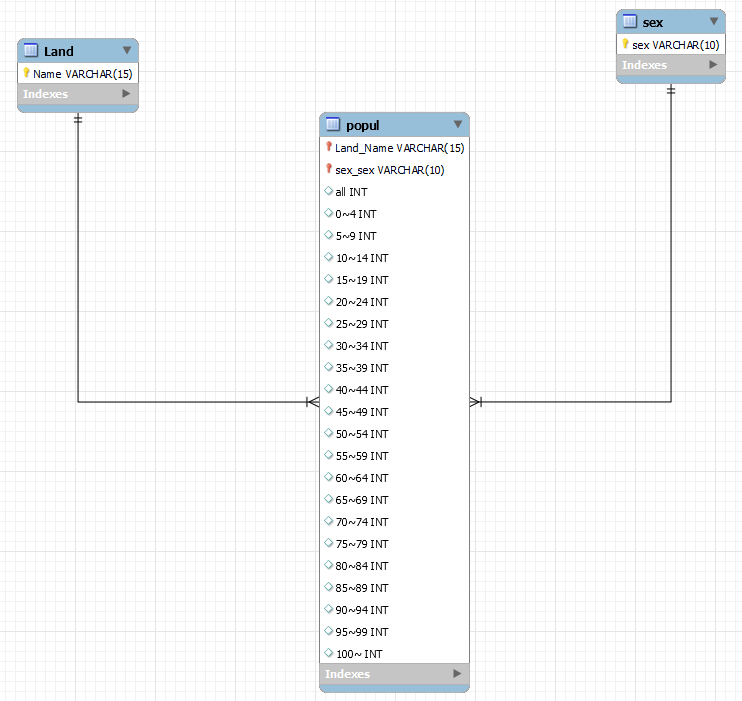 Land
Name VARCHAR(15)
Indexes
sex
sex VARCHAR(10)
Indexes
popul
Land_Name VARCHAR(15)
sex_sex VARCHAR(10)
all INT
0~4 INT
5~9 INT
10~14 INT
15~19 INT
20~24 INT
25~29 INT
30~34 INT
35~39 INT
40~44 INT
45~49 INT
50~54 INT
55~59 INT
60~64 INT
65~69 INT
70~74 INT
75~79 INT
80~84 INT
85~89 INT
90~94 INT
95~99 INT
100~ INT
Indexes